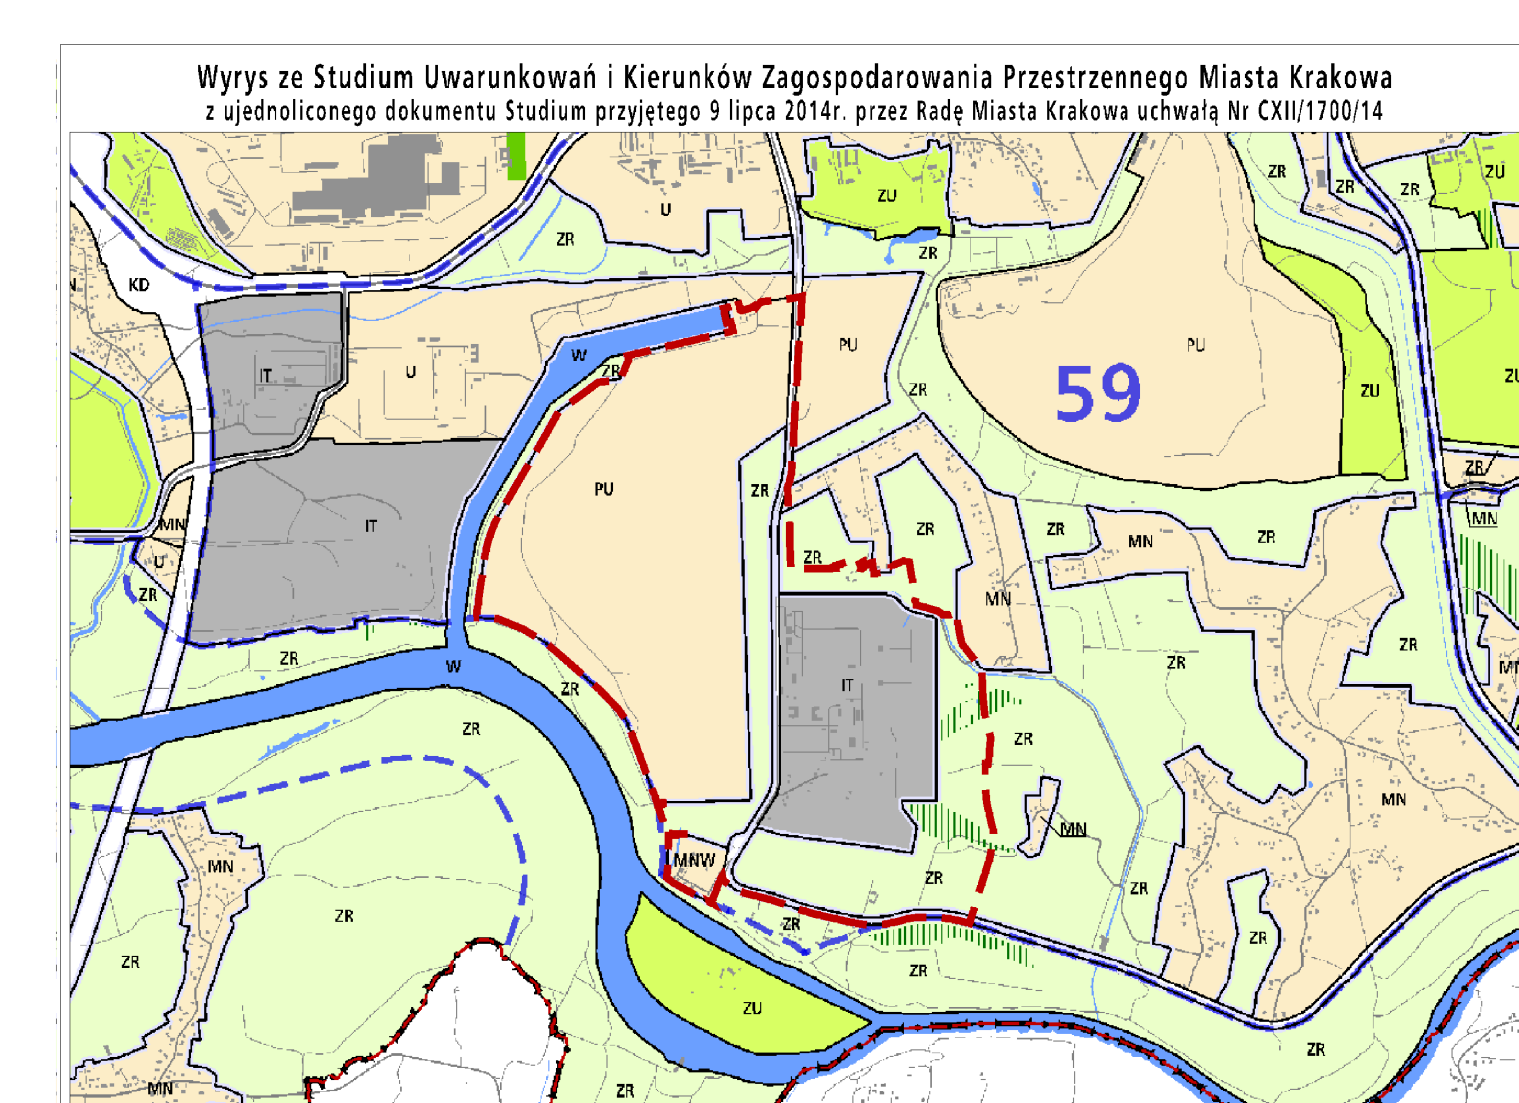 Wyrys ze Studium Uwarunkowań i Kierunków Zagospodarowania Przestrzennego Miasta Krakowa
z ujednoliconego dokumentu Studium przyjętego 9 lipca 2014r. przez Radę Miasta Krakowa uchwałą Nr CXII/1700/14
ZR
ZU
ZR
ZR
ZU
U
ZR
ZR
KD
PU
PU
W
ZR
IT
U
ZU
ZR
59
ZR
PU
ZR
MN
IT
MN
ZR
ZR
MN
ZR
U
ZR
ZR
MN
ZR
ZR
W
ZR
ZR
IT
ZR
ZR
MN
MN
MNW
MN
ZR
ZR
ZR
ZR
ZR
ZR
ZR
ZU
ZR
MN
ZR